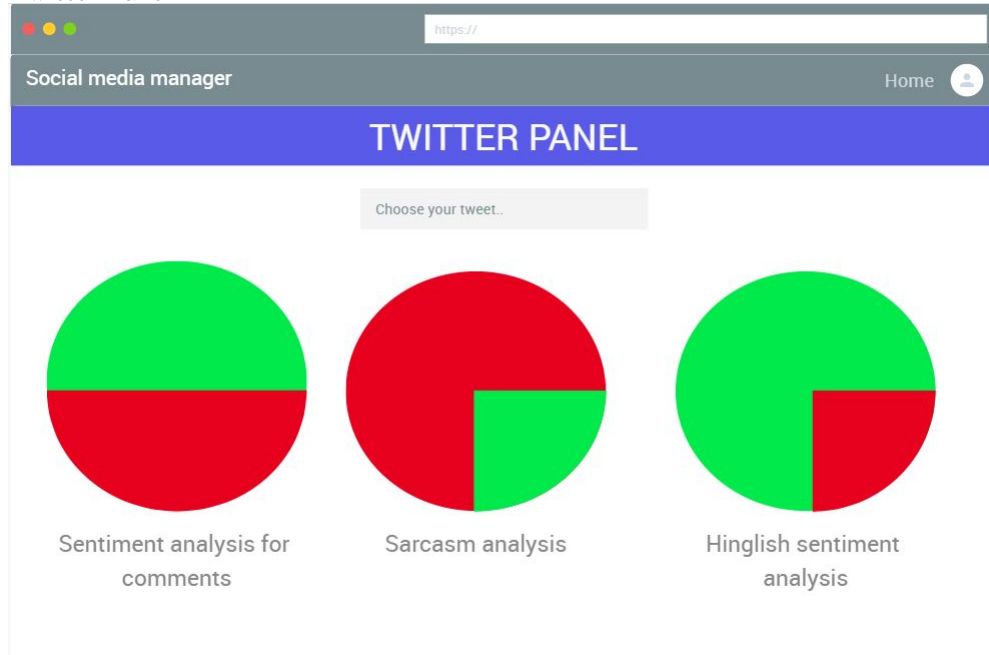 https://
Social media manager
Home
TWITTER PANEL
Choose your tweet..
Sentiment analysis for
comments
Sarcasm analysis
Hinglish sentiment
analysis